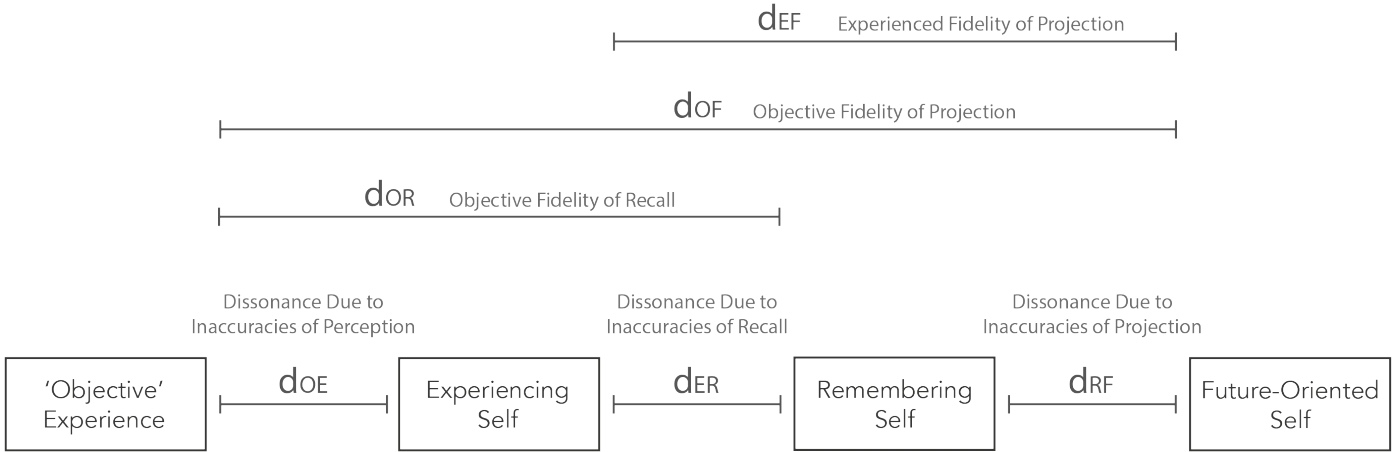 dEF Experienced Fidelity of Projection
dOF Objective Fidelity of Projection
dOR Objective Fidelity of Recall
Dissonance Due to
Inaccuracies of Perception
Dissonance Due to
Inaccuracies of Recall
Dissonance Due to
Inaccuracies of Projection
‘Objective’
Experience
dOE
Experiencing
Self
dER
Remembering
Self
dRF
Future-Oriented
Self